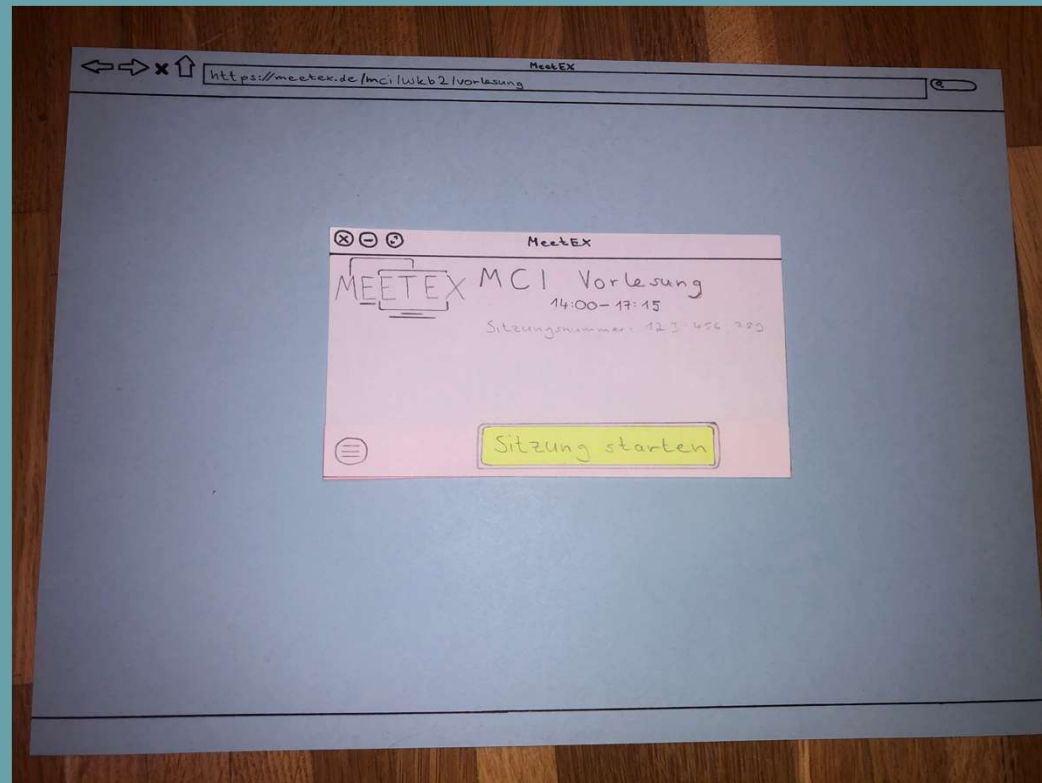 MeetEX
https://meetex.de/mci/wkb2/vorlesung
MeetEX
MEETEX
MCI Vorlesung
14:00-17:15
Sitzungsnummer: 123 456 789
Sitzung starten